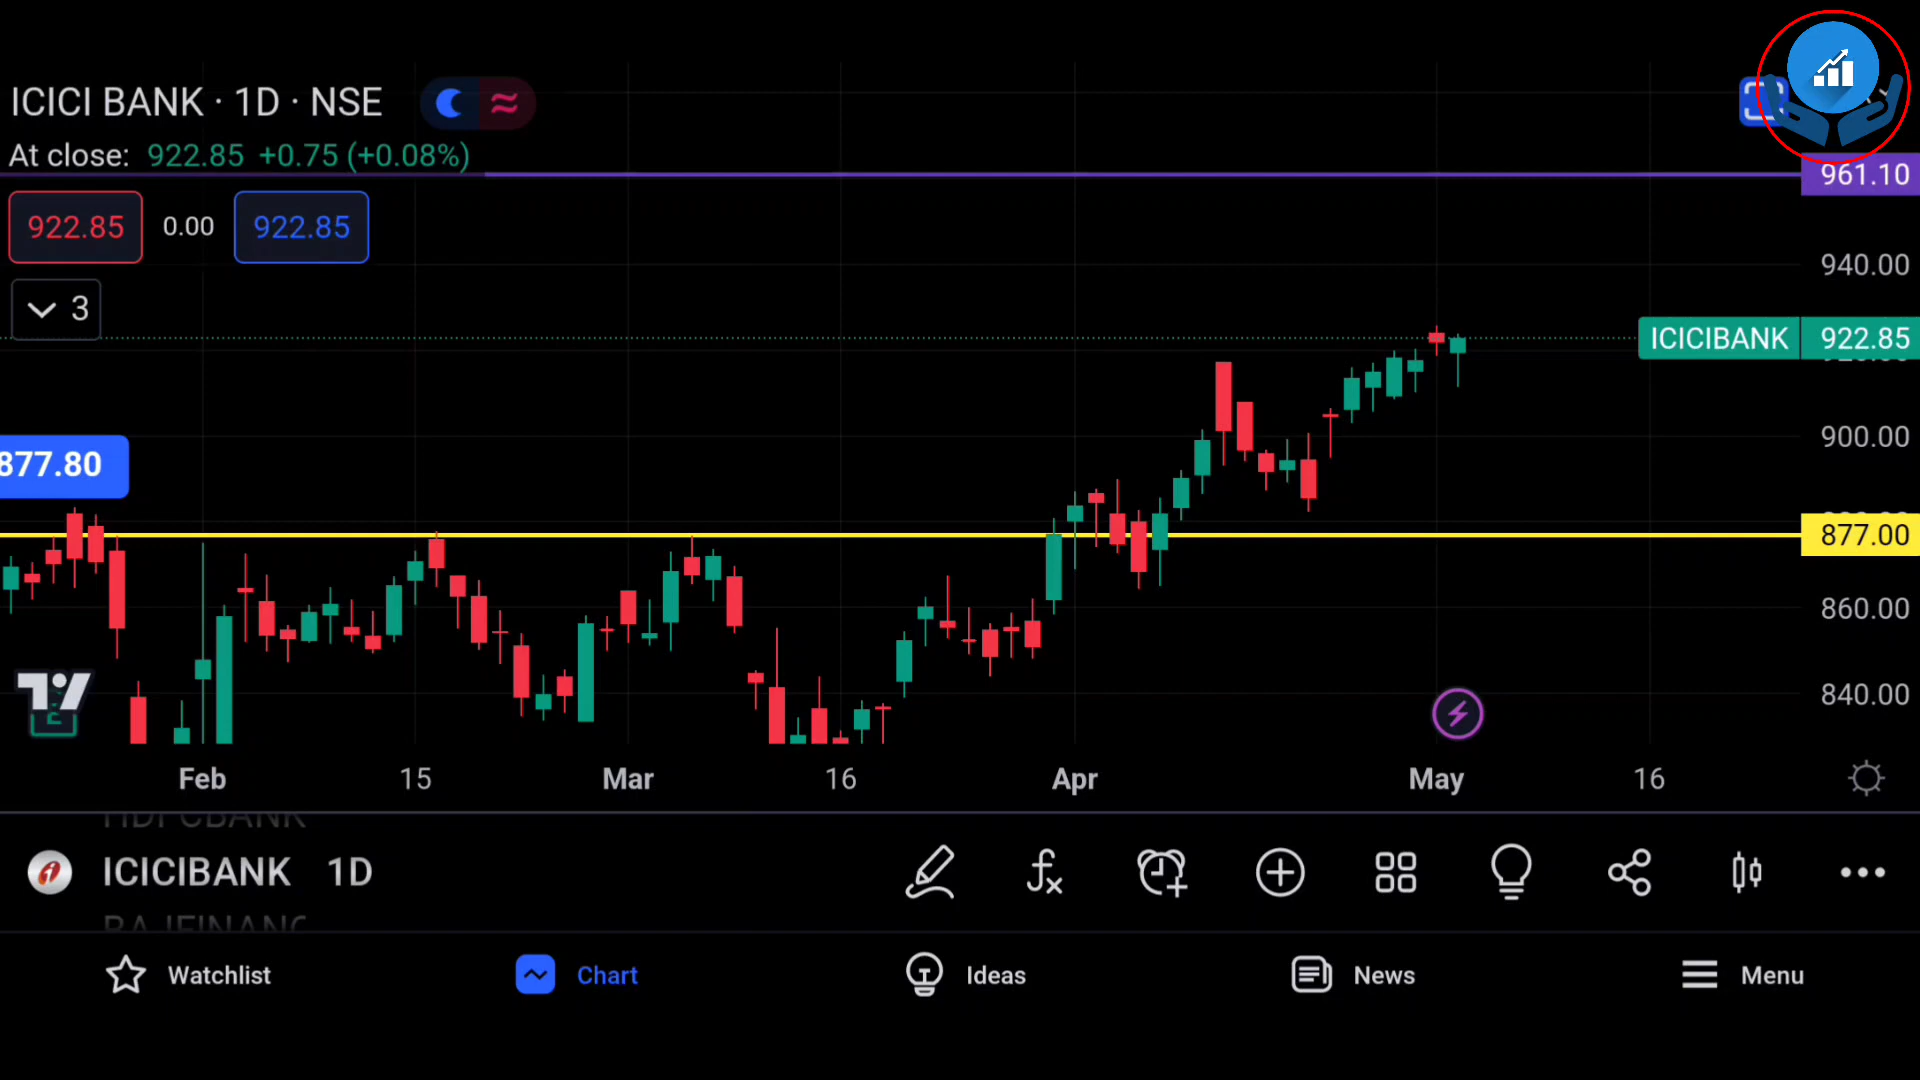 ICICI BANK · 1D · NSE
At close: 922.85 +0.75 (+0.08%)
961.10
922.85 0.00 922.85
940.00
3
ICICIBANK 922.85
900.00
877.80
877.00
860.00
840.00
Feb 15 Mar 16 Apr May 16
HDFCBANK
ICICIBANK 1D
BAJFINANC
Watchlist Chart Ideas News Menu